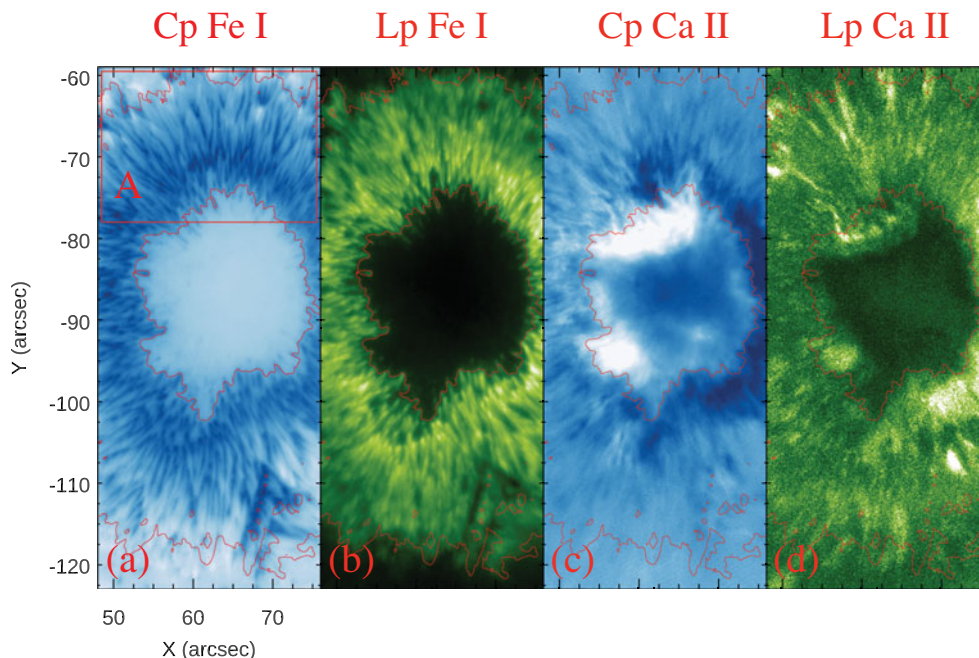 Cp Fe I Lp Fe I Cp Ca II Lp Ca II
-60
-70
A
-80
-90
-100
-110
-120
Y (arcsec)
(a) (b) (c) (d)
50 60 70
X (arcsec)